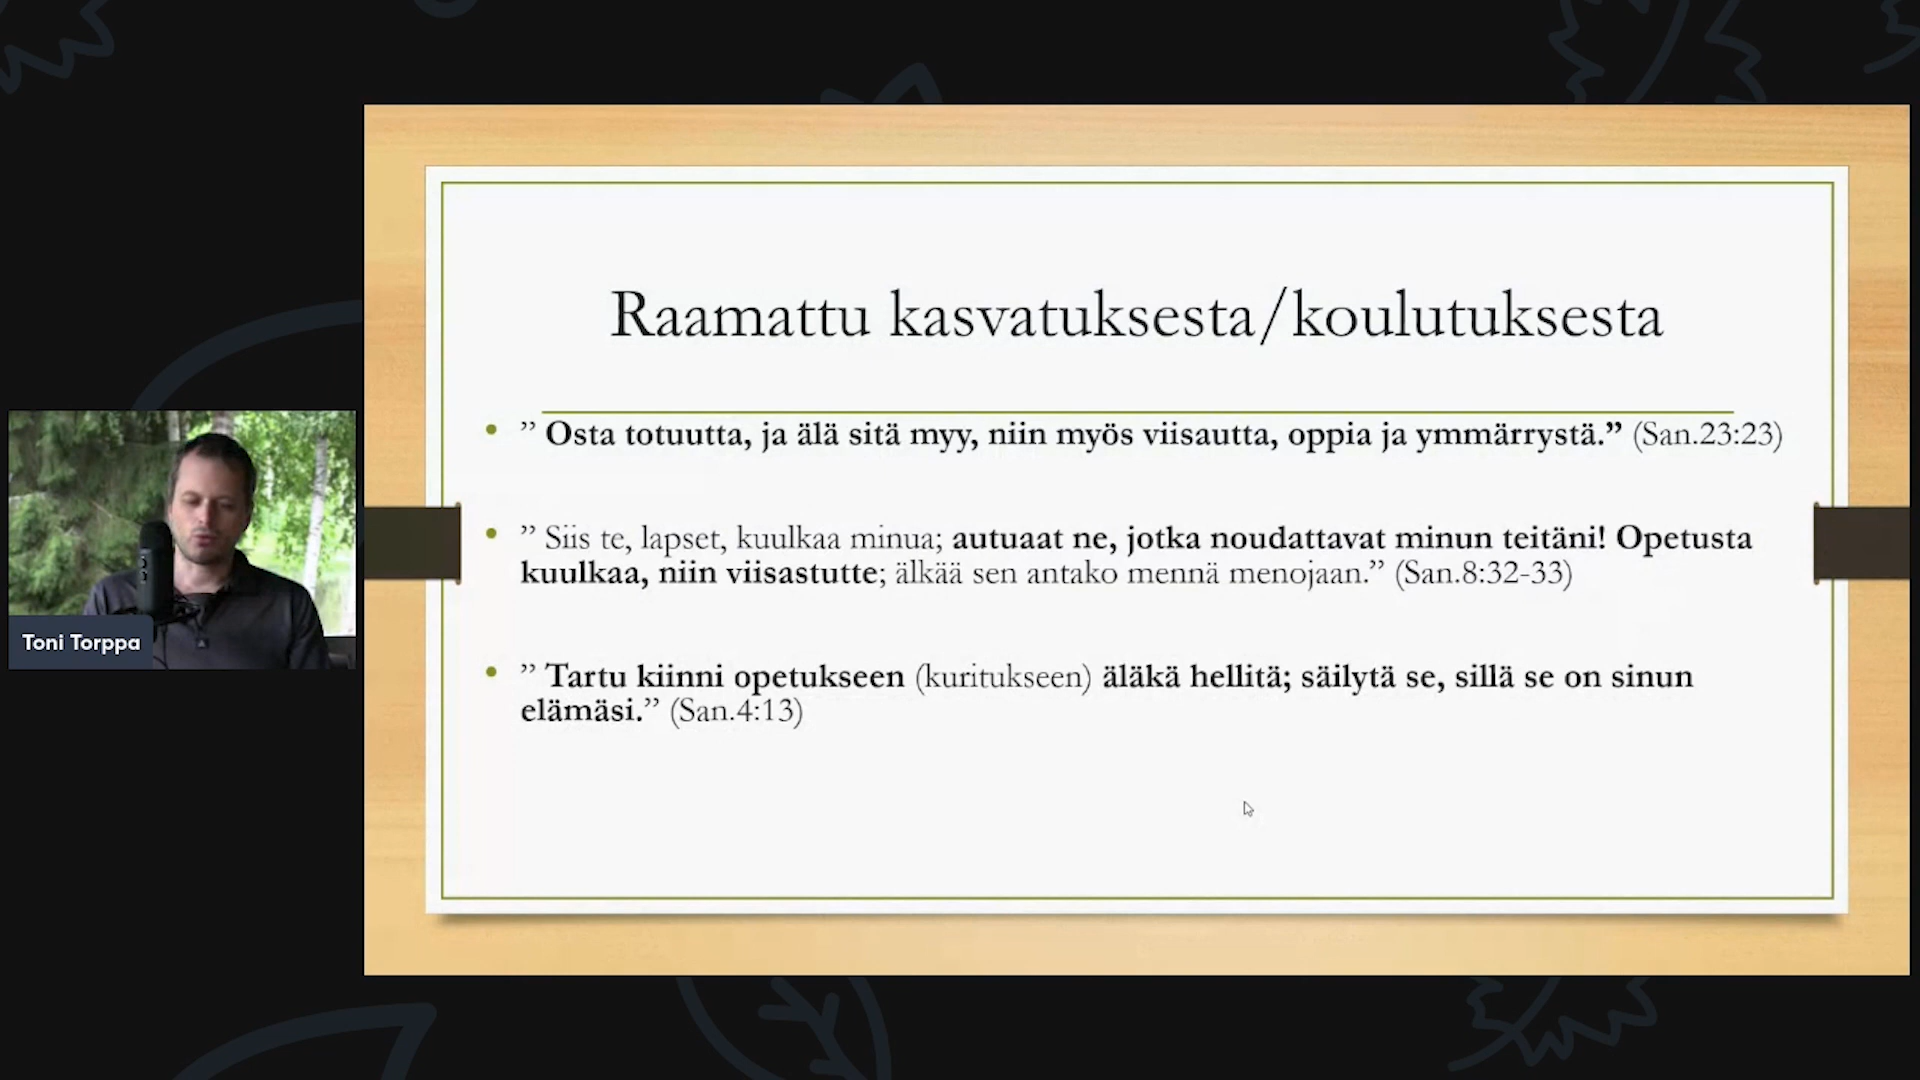 Raamattu kasvatuksesta/koulutuksesta
” Osta totuutta, ja älä sitä myy, niin myös viisautta, oppia ja ymmärrystä.” (San.23:23)
” Siis te, lapset, kuulkaa minua; autuaat ne, jotka noudattavat minun teitäni! Opetusta
kuulkaa, niin viisastutte; älkää sen antako mennä menojaan.” (San.8:32-33)
” Tartu kiinni opetukseen (kuritukseen) äläkä hellitä; säilytä se, sillä se on sinun
elämäsi.” (San.4:13)
Toni Torppa